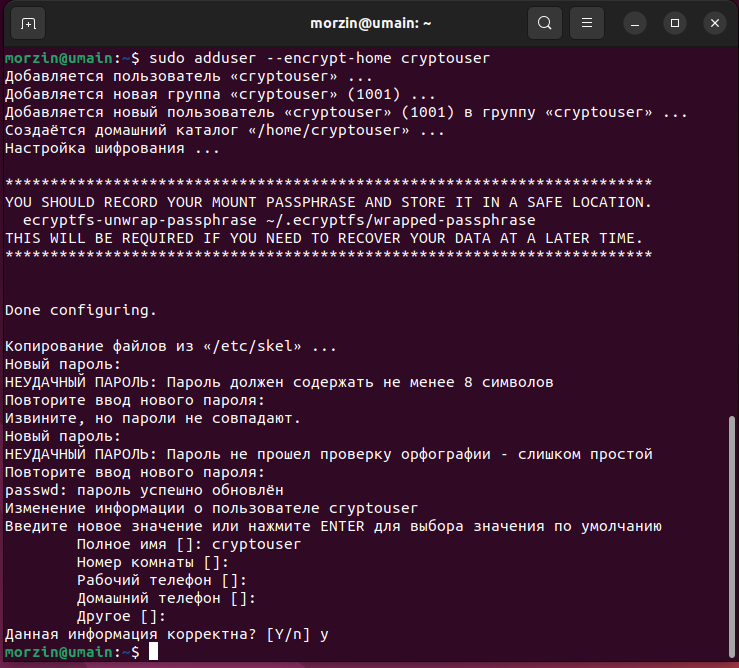 morzin@umain: ~
morzin@umain:~$ sudo adduser --encrypt-home cryptouser
Добавляется пользователь «cryptouser» ...
Добавляется новая группа «cryptouser» (1001) ...
Добавляется новый пользователь «cryptouser» (1001) в группу «cryptouser» ...
Создаётся домашний каталог «/home/cryptouser» ...
Настройка шифрования ...
************************************************************************
YOU SHOULD RECORD YOUR MOUNT PASSPHRASE AND STORE IT IN A SAFE LOCATION.
  ecryptfs-unwrap-passphrase ~/.ecryptfs/wrapped-passphrase
THIS WILL BE REQUIRED IF YOU NEED TO RECOVER YOUR DATA AT A LATER TIME.
************************************************************************
Done configuring.
Копирование файлов из «/etc/skel» ...
Новый пароль:
НЕУДАЧНЫЙ ПАРОЛЬ: Пароль должен содержать не менее 8 символов
Повторите ввод нового пароля:
Извините, но пароли не совпадают.
Новый пароль:
НЕУДАЧНЫЙ ПАРОЛЬ: Пароль не прошел проверку орфографии - слишком простой
Повторите ввод нового пароля:
passwd: пароль успешно обновлён
Изменение информации о пользователе cryptouser
Введите новое значение или нажмите ENTER для выбора значения по умолчанию
        Полное имя []: cryptouser
        Номер комнаты []:
        Рабочий телефон []:
        Домашний телефон []:
        Другое []:
Данная информация корректна? [Y/n] y
morzin@umain:~$